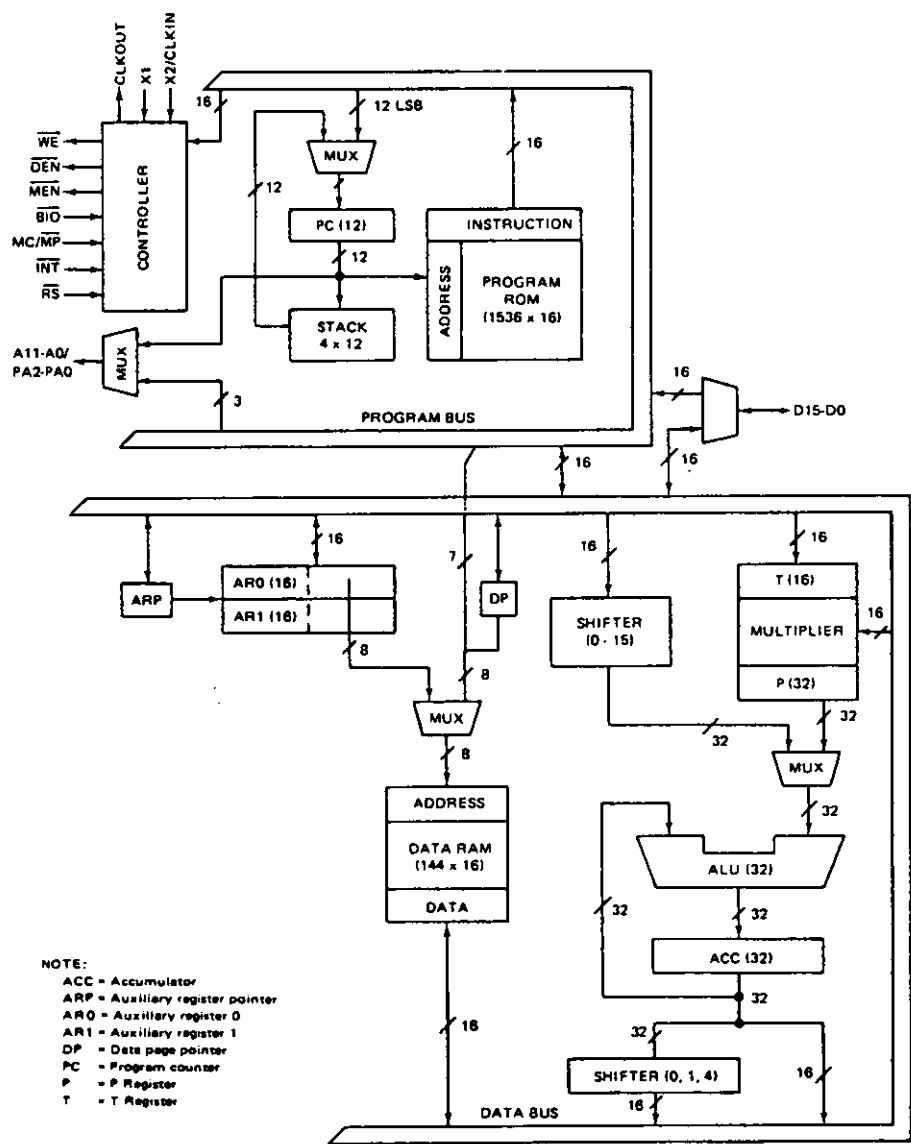 CLKOUT
X1
X2/CLKIN
WE
DEN
MEN
BIO
MC/MP
INT
RS
CONTROLLER
16
12 LSB
MUX
12
16
PC (12)
12
INSTRUCTION
ADDRESS
PROGRAM
ROM
(1536 x 16)
STACK
4 x 12
A11-A0/
PA2-PA0
MUX
3
PROGRAM BUS
16
D15-D0
16
16
16
7
16
16
ARP
AR0 (16)
AR1 (16)
DP
SHIFTER
(0 - 15)
T (16)
MULTIPLIER
P (32)
16
8
8
MUX
32
32
8
MUX
32
ADDRESS
DATA RAM
(144 x 16)
DATA
ALU (32)
32
32
ACC (32)
32
NOTE:
ACC = Accumulator
ARP = Auxiliary register pointer
AR0 = Auxiliary register 0
AR1 = Auxiliary register 1
DP = Data page pointer
PC = Program counter
P = P Register
T = T Register
16
32
SHIFTER (0, 1, 4)
16
16
DATA BUS